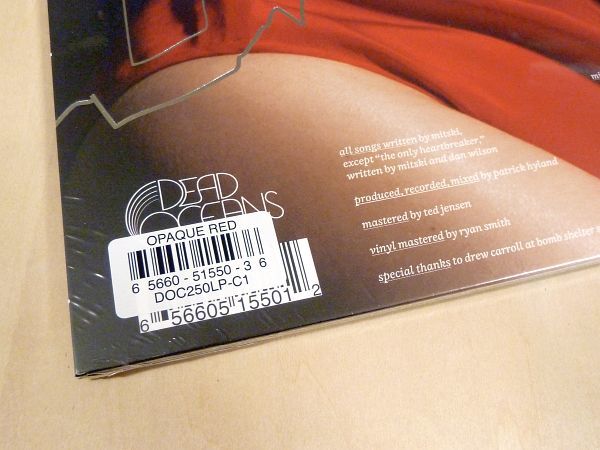 mi
all songs written by mitski,
except "the only heartbreaker,"
written by mitski and dan wilson
produced, recorded, mixed by patrick hyland
mastered by ted jensen
vinyl mastered by ryan smith
special thanks to drew carroll at bomb shelter
DEAD
OCEANS
OPAQUE RED
6 56605 - 51550 - 3 6
DOC250LP-C1
6 56605 15501 2